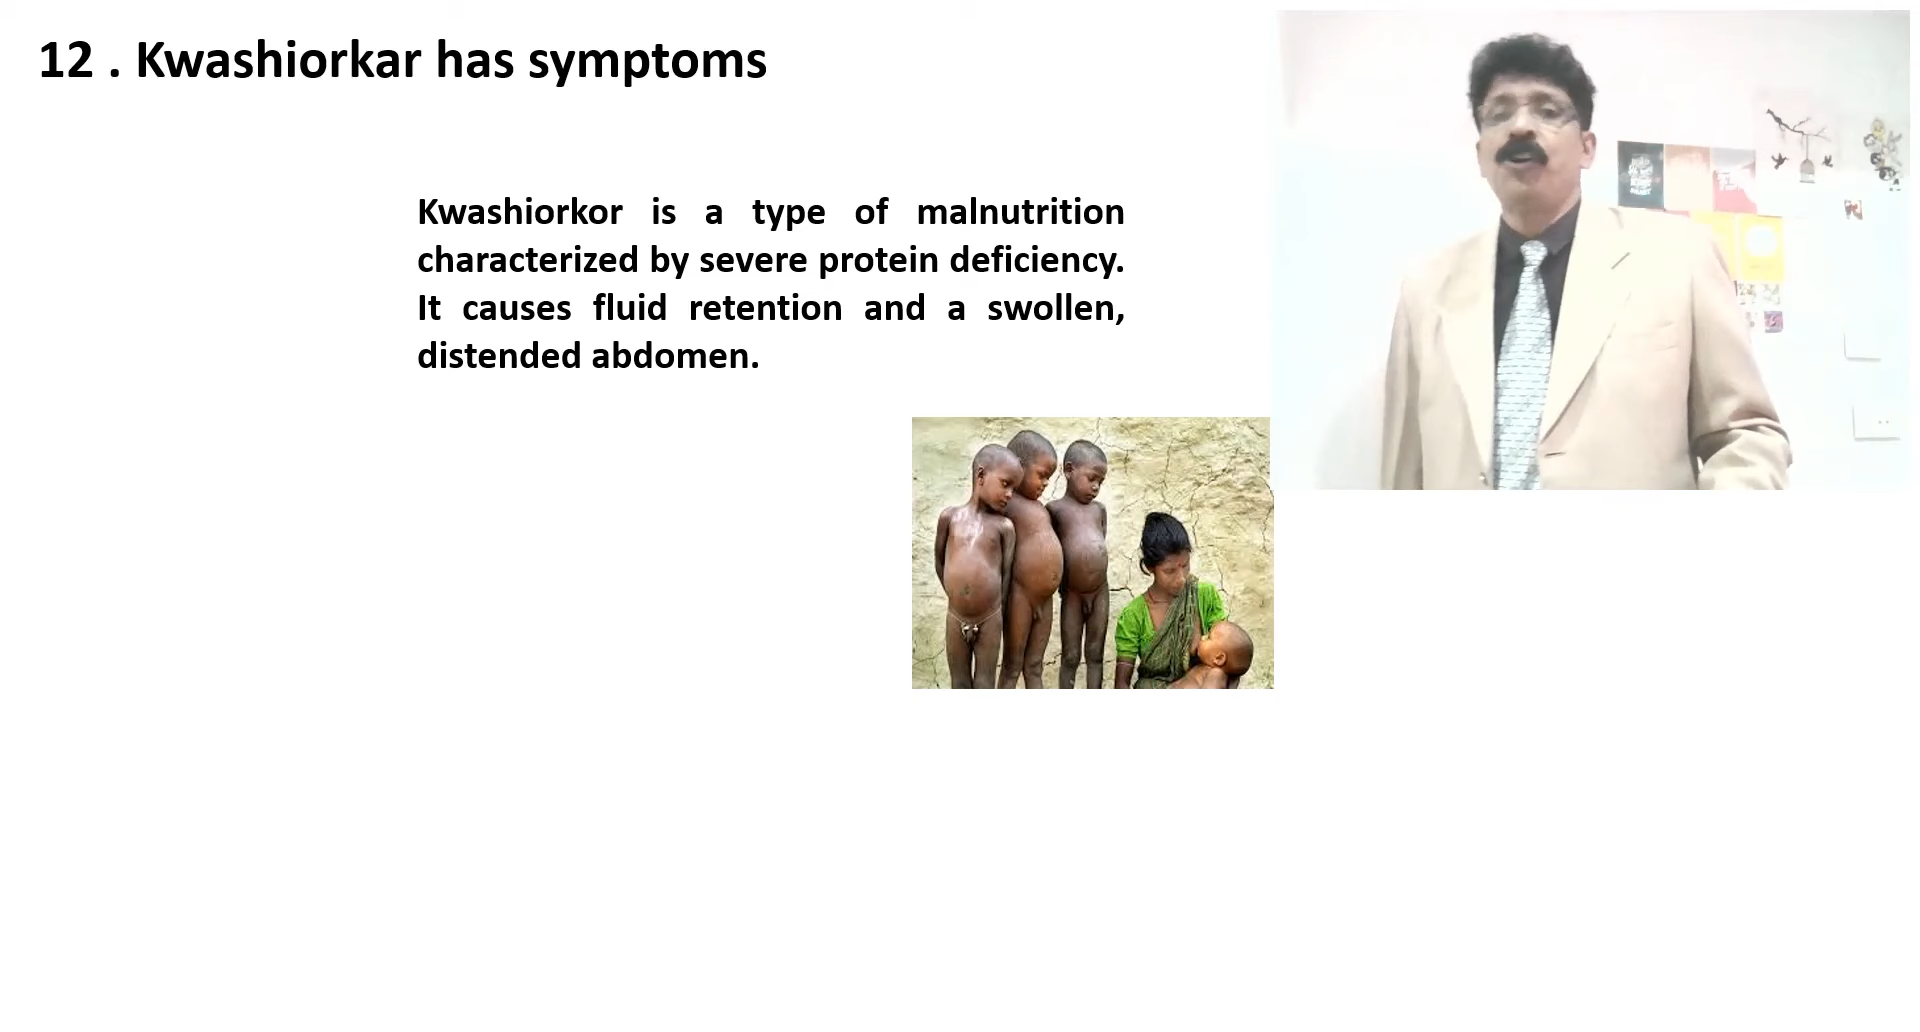 12 . Kwashiorkar has symptoms
Kwashiorkor is a type of malnutrition
characterized by severe protein deficiency.
It causes fluid retention and a swollen,
distended abdomen.